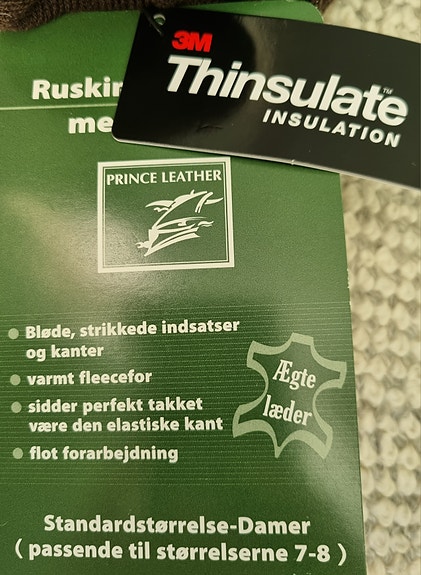 3M
Thinsulate™
INSULATION
Ruskin
me
PRINCE LEATHER
Bløde, strikkede indsatser
og kanter
varmt fleecefor
sidder perfekt takket
være den elastiske kant
flot forarbejdning
Ægte
læder
Standardstørrelse-Damer
( passende til størrelserne 7-8 )